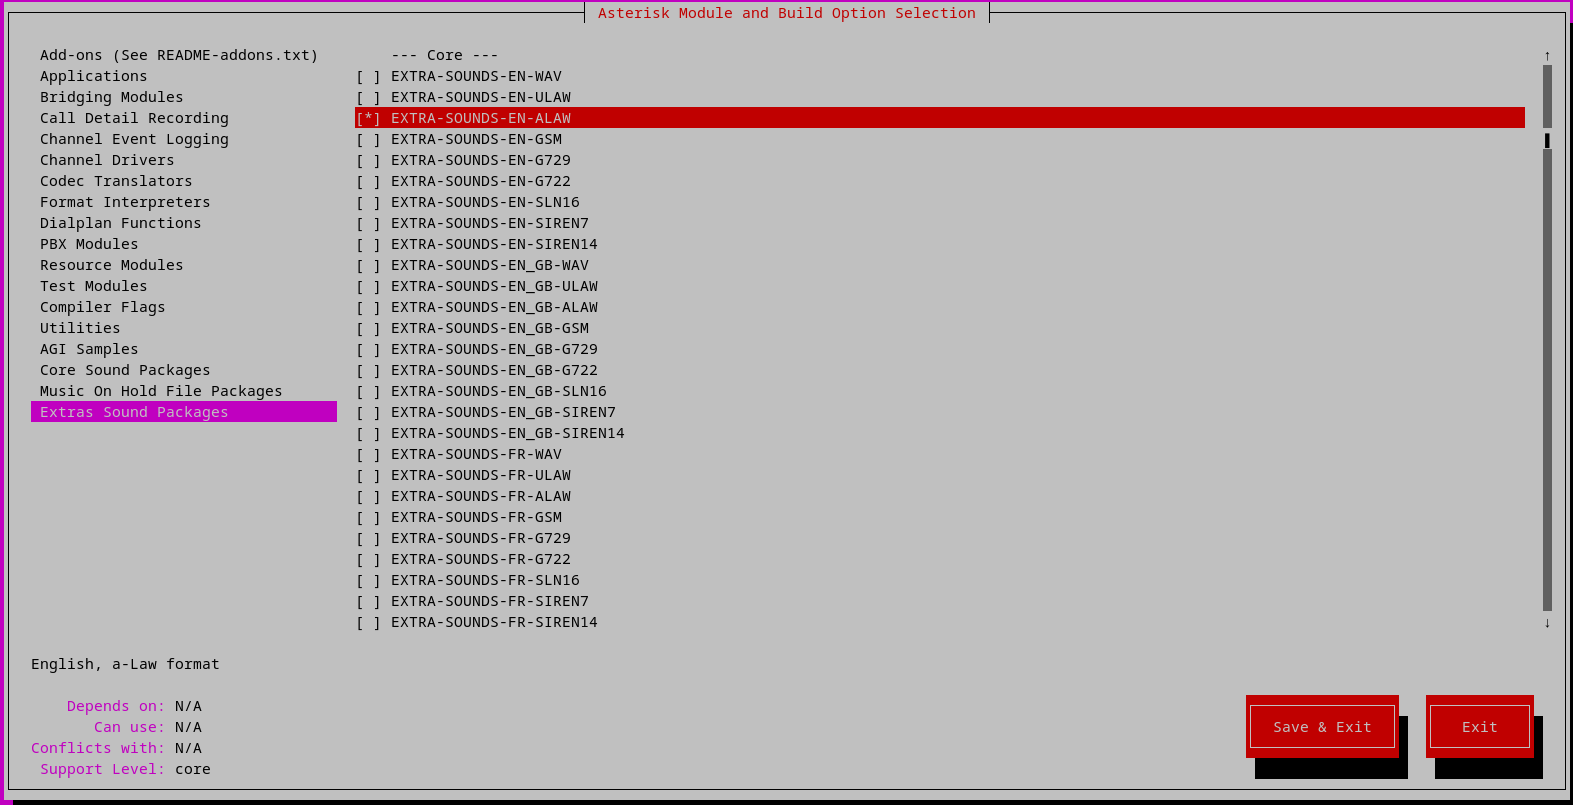 Asterisk Module and Build Option Selection
Add-ons (See README-addons.txt) --- Core --- ↑
Applications [ ] EXTRA-SOUNDS-EN-WAV
Bridging Modules [ ] EXTRA-SOUNDS-EN-ULAW
Call Detail Recording [*] EXTRA-SOUNDS-EN-ALAW
Channel Event Logging [ ] EXTRA-SOUNDS-EN-GSM
Channel Drivers [ ] EXTRA-SOUNDS-EN-G729
Codec Translators [ ] EXTRA-SOUNDS-EN-G722
Format Interpreters [ ] EXTRA-SOUNDS-EN-SLN16
Dialplan Functions [ ] EXTRA-SOUNDS-EN-SIREN7
PBX Modules [ ] EXTRA-SOUNDS-EN-SIREN14
Resource Modules [ ] EXTRA-SOUNDS-EN_GB-WAV
Test Modules [ ] EXTRA-SOUNDS-EN_GB-ULAW
Compiler Flags [ ] EXTRA-SOUNDS-EN_GB-ALAW
Utilities [ ] EXTRA-SOUNDS-EN_GB-GSM
AGI Samples [ ] EXTRA-SOUNDS-EN_GB-G729
Core Sound Packages [ ] EXTRA-SOUNDS-EN_GB-G722
Music On Hold File Packages [ ] EXTRA-SOUNDS-EN_GB-SLN16
Extras Sound Packages [ ] EXTRA-SOUNDS-EN_GB-SIREN7
[ ] EXTRA-SOUNDS-EN_GB-SIREN14
[ ] EXTRA-SOUNDS-FR-WAV
[ ] EXTRA-SOUNDS-FR-ULAW
[ ] EXTRA-SOUNDS-FR-ALAW
[ ] EXTRA-SOUNDS-FR-GSM
[ ] EXTRA-SOUNDS-FR-G729
[ ] EXTRA-SOUNDS-FR-G722
[ ] EXTRA-SOUNDS-FR-SLN16
[ ] EXTRA-SOUNDS-FR-SIREN7
[ ] EXTRA-SOUNDS-FR-SIREN14 ↓
English, a-Law format
Depends on: N/A
Can use: N/A Save & Exit Exit
Conflicts with: N/A
Support Level: core